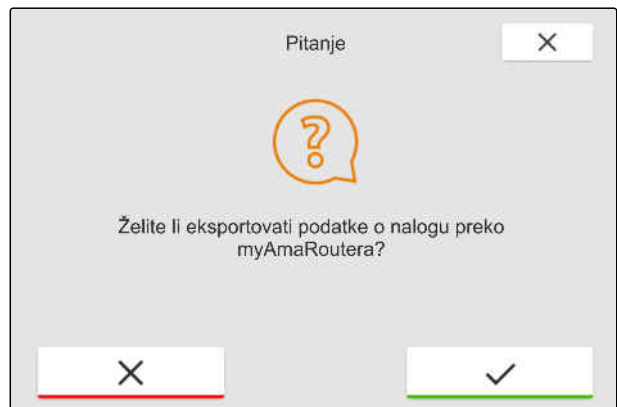 Pitanje
Želite li eksportovati podatke o nalogu preko
myAmaRoutera?